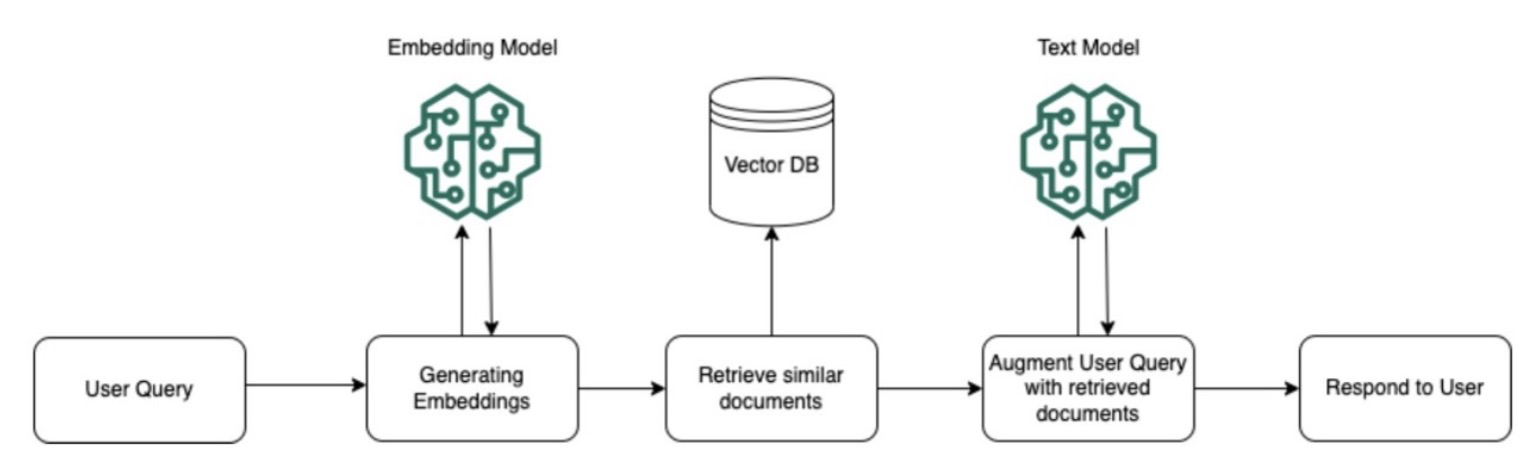 Embedding Model
Text Model
Vector DB
User Query
Generating
Embeddings
Retrieve similar
documents
Augment User Query
with retrieved
documents
Respond to User